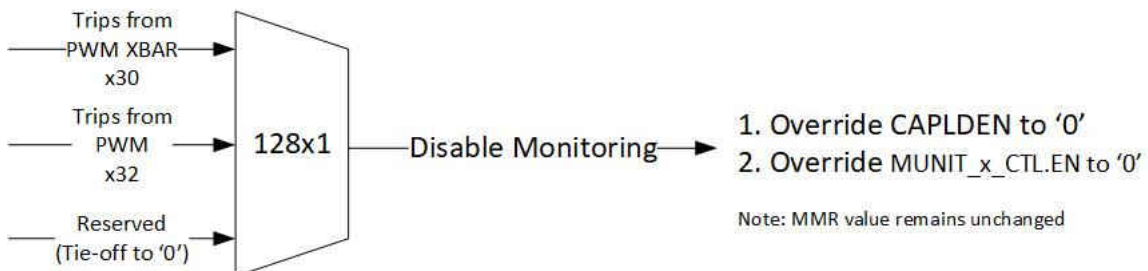 Trips from
PWM XBAR
x30
Trips from
PWM
x32
Reserved
(Tie-off to ‘0’)
128x1
Disable Monitoring
1. Override CAPLDEN to ‘0’
2. Override MUNIT_x_CTL.EN to ‘0’
Note: MMR value remains unchanged